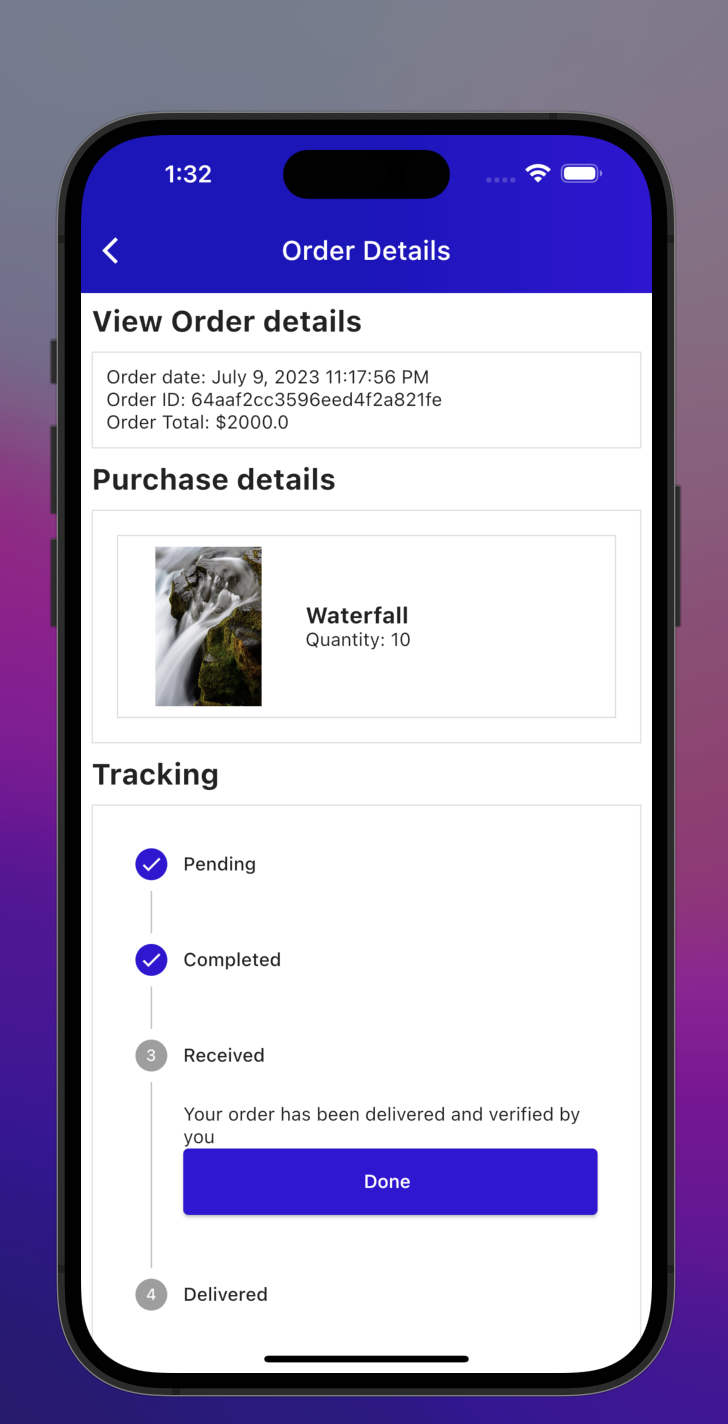 1:32
Order Details
View Order details
Order date: July 9, 2023 11:17:56 PM
Order ID: 64aaf2cc3596eed4f2a821fe
Order Total: $2000.0
Purchase details
Waterfall
Quantity: 10
Tracking
Pending
Completed
3 Received
Your order has been delivered and verified by
you
Done
4 Delivered